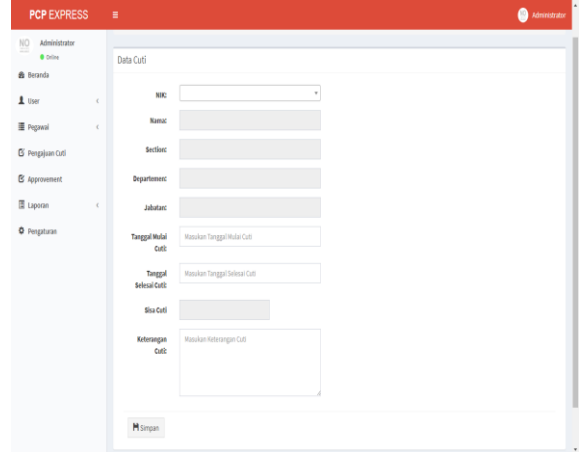 PCP EXPRESS
Administrator
NO
Administrator
Online
Beranda
User
Pegawai
Pengajuan Cuti
Approvement
Laporan
Pengaturan
Data Cuti
NIK:
Nama:
Section:
Departemen:
Jabatan:
Tanggal Mulai
Cuti:
Masukan Tanggal Mulai Cuti
Tanggal
Selesai Cuti:
Masukan Tanggal Selesai Cuti
Sisa Cuti
Keterangan
Cuti:
Masukan Keterangan Cuti
Simpan